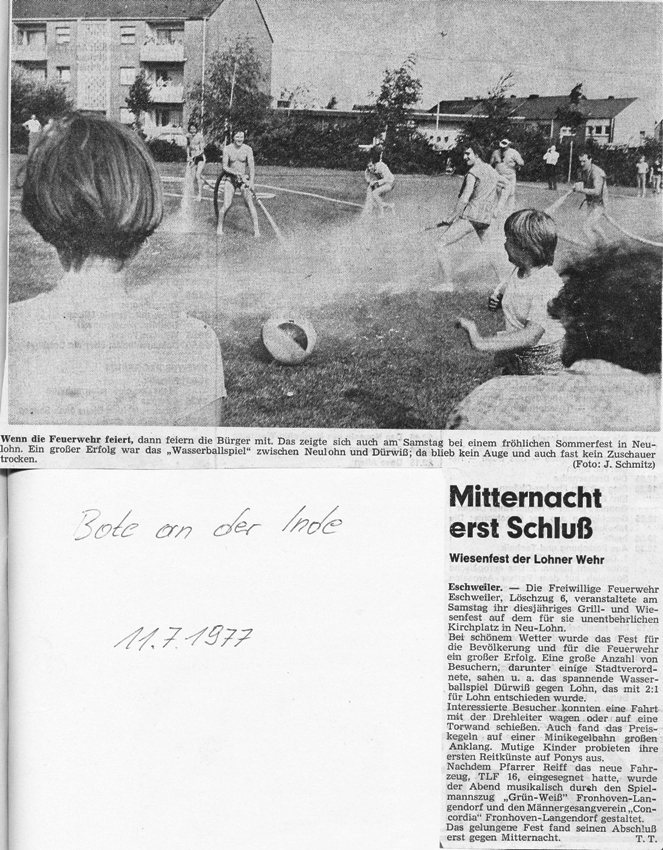 Wenn die Feuerwehr feiert, dann feiern die Bürger mit. Das zeigte sich auch am Samstag bei einem fröhlichen Sommerfest in Neu-
lohn. Ein großer Erfolg war das „Wasserballspiel" zwischen Neulohn und Dürwiß; da blieb kein Auge und auch fast kein Zuschauer
trocken.
(Foto: J. Schmitz)
Bote an der Inde
11.7.1977
Mitternacht
erst Schluß
Wiesenfest der Lohner Wehr
Eschweiler. — Die Freiwillige Feuerwehr
Eschweiler, Löschzug 6, veranstaltete am
Samstag ihr diesjähriges Grill- und Wie-
senfest auf dem für sie unentbehrlichen
Kirchplatz in Neu-Lohn.
Bei schönem Wetter wurde das Fest für
die Bevölkerung und für die Feuerwehr
ein großer Erfolg. Eine große Anzahl von
Besuchern, darunter einige Stadtverord-
nete, sahen u. a. das spannende Wasser-
ballspiel Dürwiß gegen Lohn, das mit 2:1
für Lohn entschieden wurde.
Interessierte Besucher konnten eine Fahrt
mit der Drehleiter wagen oder auf eine
Torwand schießen. Auch fand das Preis-
kegeln auf einer Minikegelbahn großen
Anklang. Mutige Kinder probieten ihre
ersten Reitkünste auf Ponys aus.
Nachdem Pfarrer Reiff das neue Fahr-
zeug, TLF 16, eingesegnet hatte, wurde
der Abend musikalisch durch den Spiel-
mannszug „Grün-Weiß" Fronhoven-Lan-
gendorf und den Männergesangverein „Con-
cordia" Fronhoven-Langendorf gestaltet.
Das gelungene Fest fand seinen Abschluß
erst gegen Mitternacht. T. T.